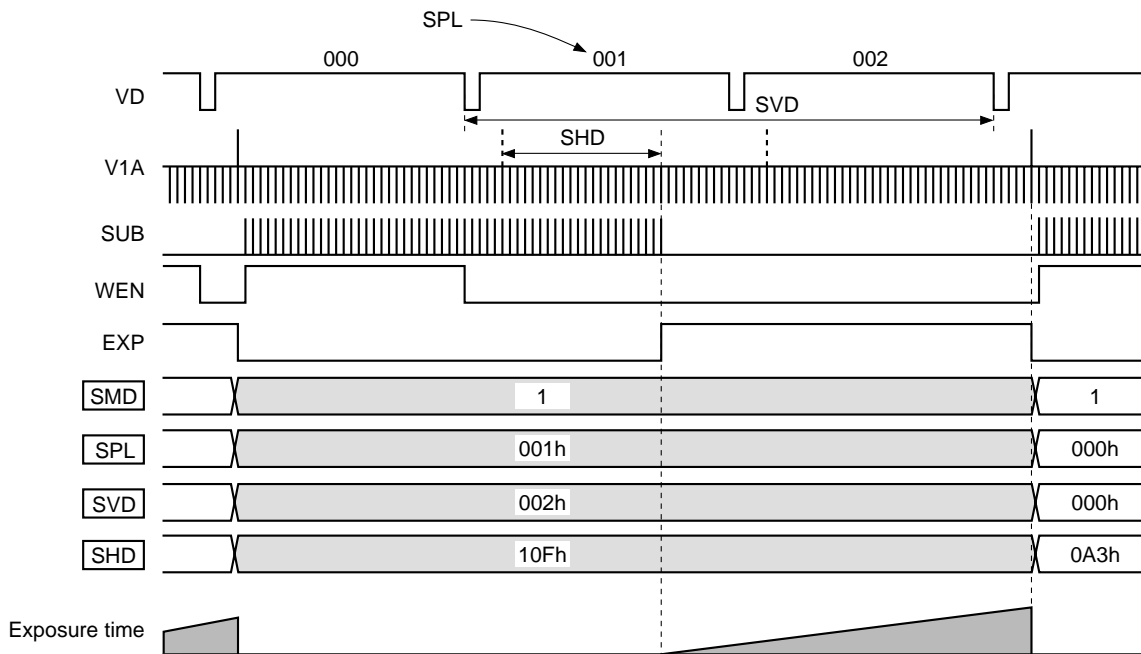 SPL
000 001 002
VD
SVD
SHD
V1A
SUB
WEN
EXP
SMD 1 1
SPL 001h 000h
SVD 002h 000h
SHD 10Fh 0A3h
Exposure time